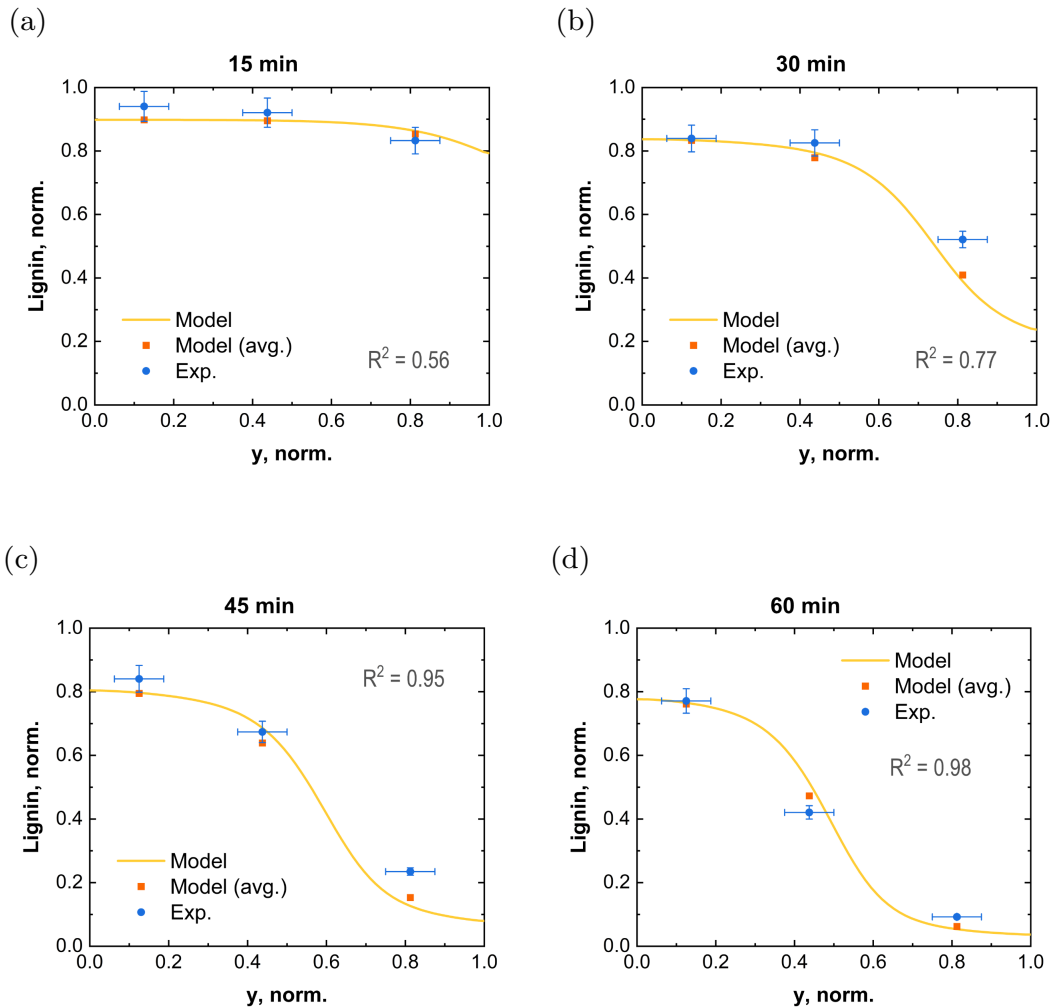 (a)
15 min
Lignin, norm.
1.0
0.8
0.6
0.4
0.2
0.0
Model
Model (avg.)
Exp.
R² = 0.56
0.0 0.2 0.4 0.6 0.8 1.0
y, norm.
(b)
30 min
Lignin, norm.
1.0
0.8
0.6
0.4
0.2
0.0
Model
Model (avg.)
Exp.
R² = 0.77
0.0 0.2 0.4 0.6 0.8 1.0
y, norm.
(c)
45 min
Lignin, norm.
1.0
0.8
0.6
0.4
0.2
0.0
R² = 0.95
Model
Model (avg.)
Exp.
0.0 0.2 0.4 0.6 0.8 1.0
y, norm.
(d)
60 min
Lignin, norm.
1.0
0.8
0.6
0.4
0.2
0.0
Model
Model (avg.)
Exp.
R² = 0.98
0.0 0.2 0.4 0.6 0.8 1.0
y, norm.